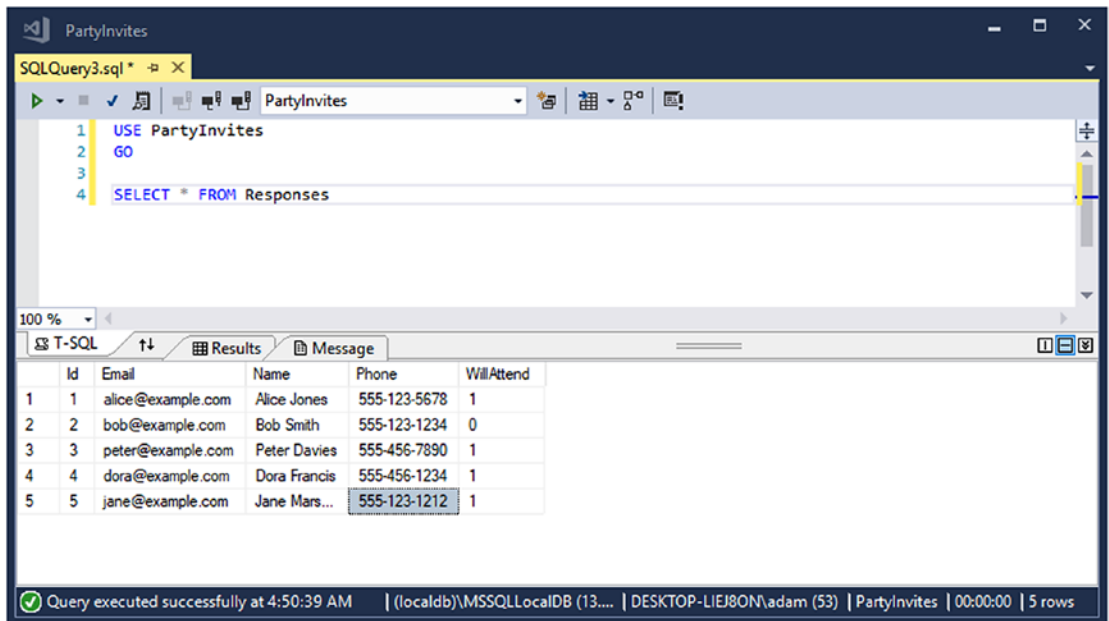 PartyInvites
SQLQuery3.sql*
PartyInvites
1 USE PartyInvites
2 GO
3
4 SELECT * FROM Responses
100 %
T-SQL Results Message
Id Email Name Phone WillAttend
1 1 alice@example.com Alice Jones 555-123-5678 1
2 2 bob@example.com Bob Smith 555-123-1234 0
3 3 peter@example.com Peter Davies 555-456-7890 1
4 4 dora@example.com Dora Francis 555-456-1234 1
5 5 jane@example.com Jane Mars... 555-123-1212 1
Query executed successfully at 4:50:39 AM | (localdb)\MSSQLLocalDB (13.... | DESKTOP-LIEJ8ON\adam (53) | PartyInvites | 00:00:00 | 5 rows